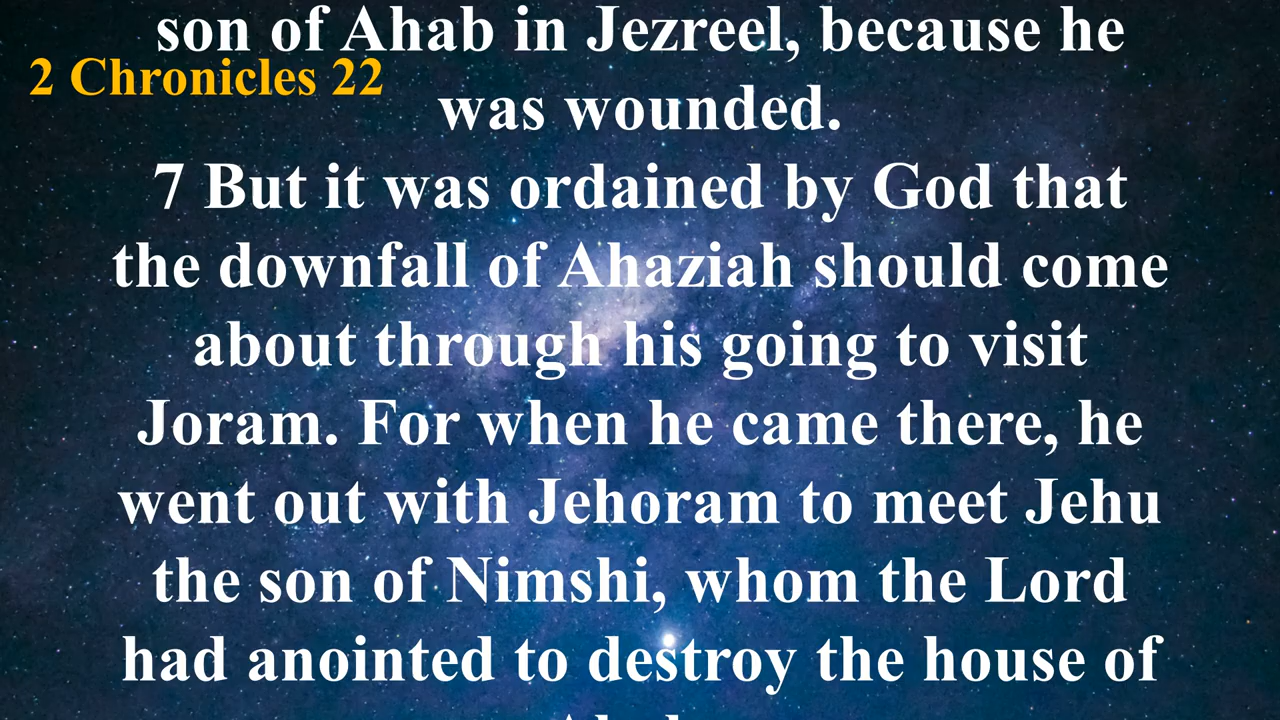 son of Ahab in Jezreel, because he
2 Chronicles 22
was wounded.
7 But it was ordained by God that
the downfall of Ahaziah should come
about through his going to visit
Joram. For when he came there, he
went out with Jehoram to meet Jehu
the son of Nimshi, whom the Lord
had anointed to destroy the house of